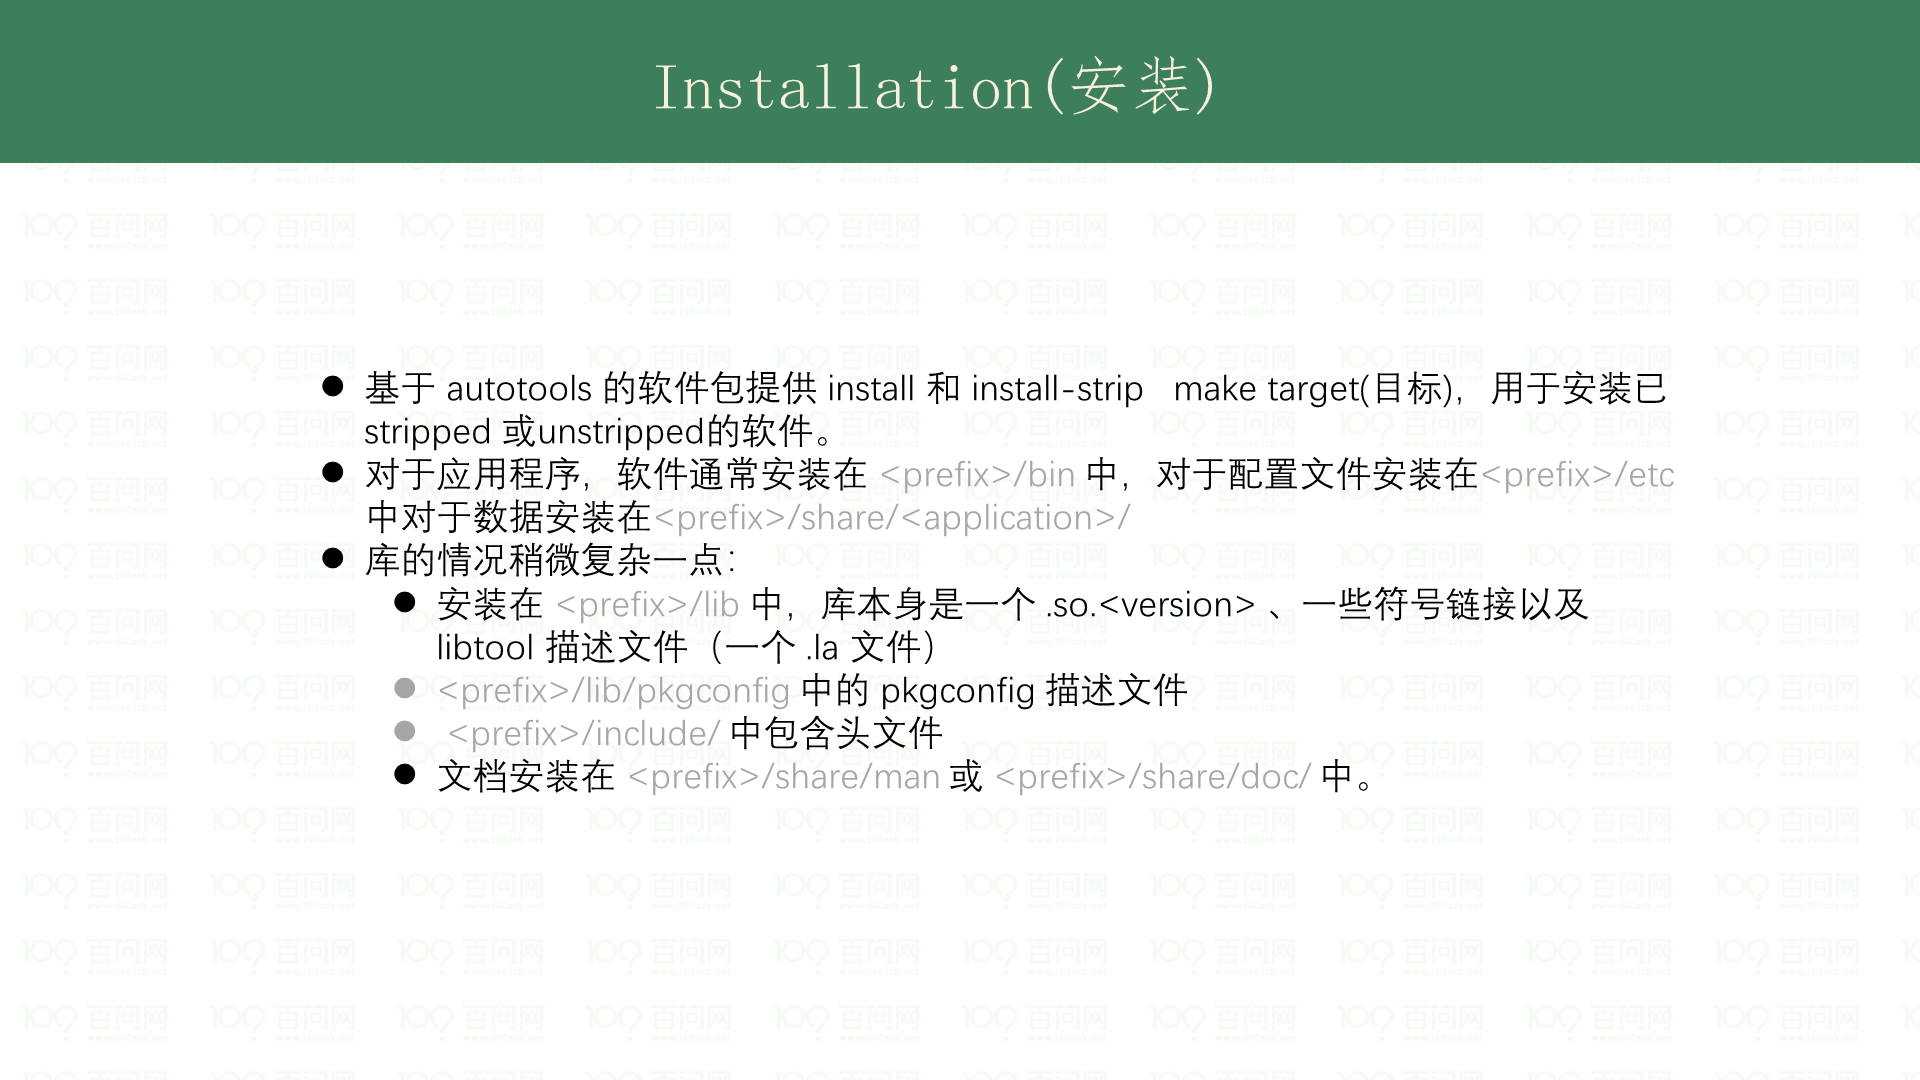 Installation(安装)
基于 autotools 的软件包提供 install 和 install-strip make target(目标)，用于安装已
stripped 或unstripped的软件。
对于应用程序，软件通常安装在 <prefix>/bin 中，对于配置文件安装在<prefix>/etc
中对于数据安装在<prefix>/share/<application>/
库的情况稍微复杂一点：
安装在 <prefix>/lib 中，库本身是一个 .so.<version> 、一些符号链接以及
libtool 描述文件（一个 .la 文件）
<prefix>/lib/pkgconfig 中的 pkgconfig 描述文件
<prefix>/include/ 中包含头文件
文档安装在 <prefix>/share/man 或 <prefix>/share/doc/ 中。
百问网
www.100ask.net